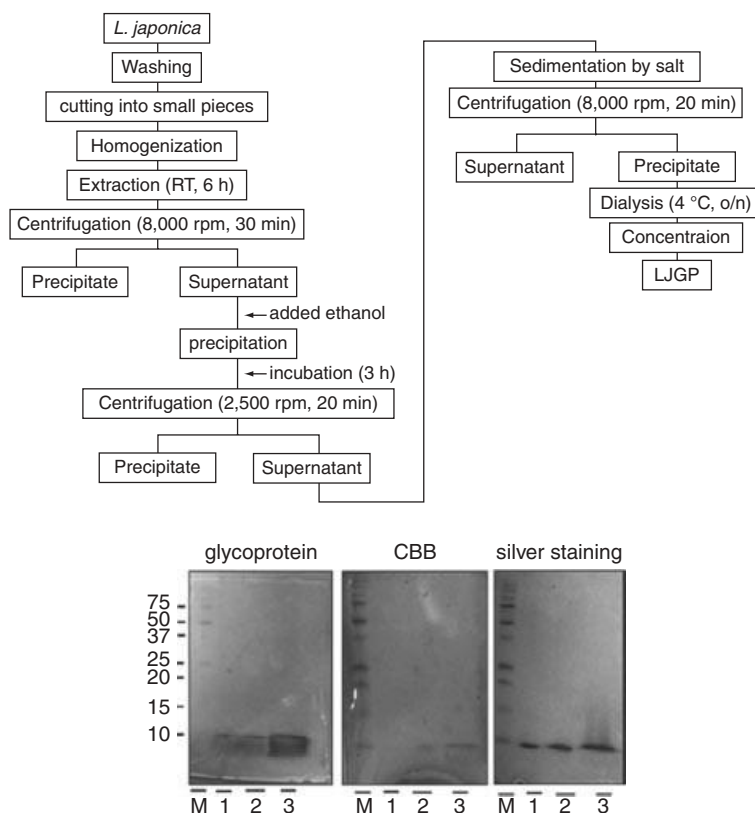 L. japonica
Washing
cutting into small pieces
Homogenization
Extraction (RT, 6 h)
Centrifugation (8,000 rpm, 30 min)
Precipitate
Supernatant
added ethanol
precipitation
incubation (3 h)
Centrifugation (2,500 rpm, 20 min)
Precipitate
Supernatant
Sedimentation by salt
Centrifugation (8,000 rpm, 20 min)
Supernatant
Precipitate
Dialysis (4 °C, o/n)
Concentraion
LJGP
glycoprotein CBB silver staining
75
50
37
25
20
15
10
M 1 2 3 M 1 2 3 M 1 2 3